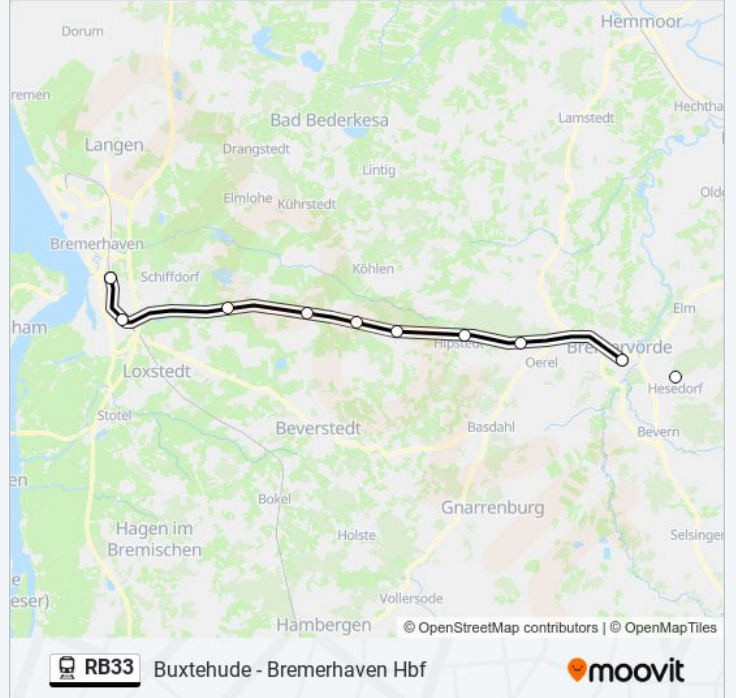 Hemmoor
Dorum
remen
Hechtha
Bad Bederkesa
Lamstedt
Langen
Drangstedt
Lintig
Elmlohe
Kührstedt
Olde
Bremerhaven
Schiffdorf
Köhlen
Elm
ham
Hipstedt
Bremervörde
Oerel
Loxstedt
Hesedorf
Stotel
Beverstedt
Basdahl
Bevern
en
Bokel
Gnarrenburg
Hagen im
Bremischen
Holste
Selsinger
e
eser)
Vollersode
Hambergen
© OpenStreetMap contributors | © OpenMapTiles
RB33 Buxtehude - Bremerhaven Hbf
moovit